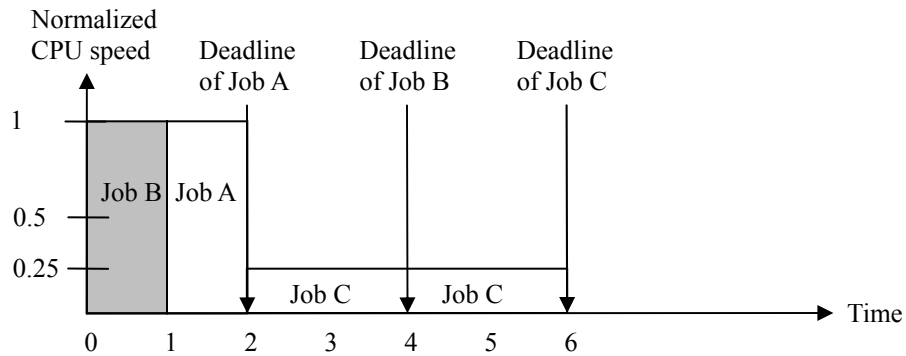 Normalized
CPU speed
Deadline
of Job A
Deadline
of Job B
Deadline
of Job C
1
Job B
Job A
0.5
0.25
Job C
Job C
Time
0 1 2 3 4 5 6